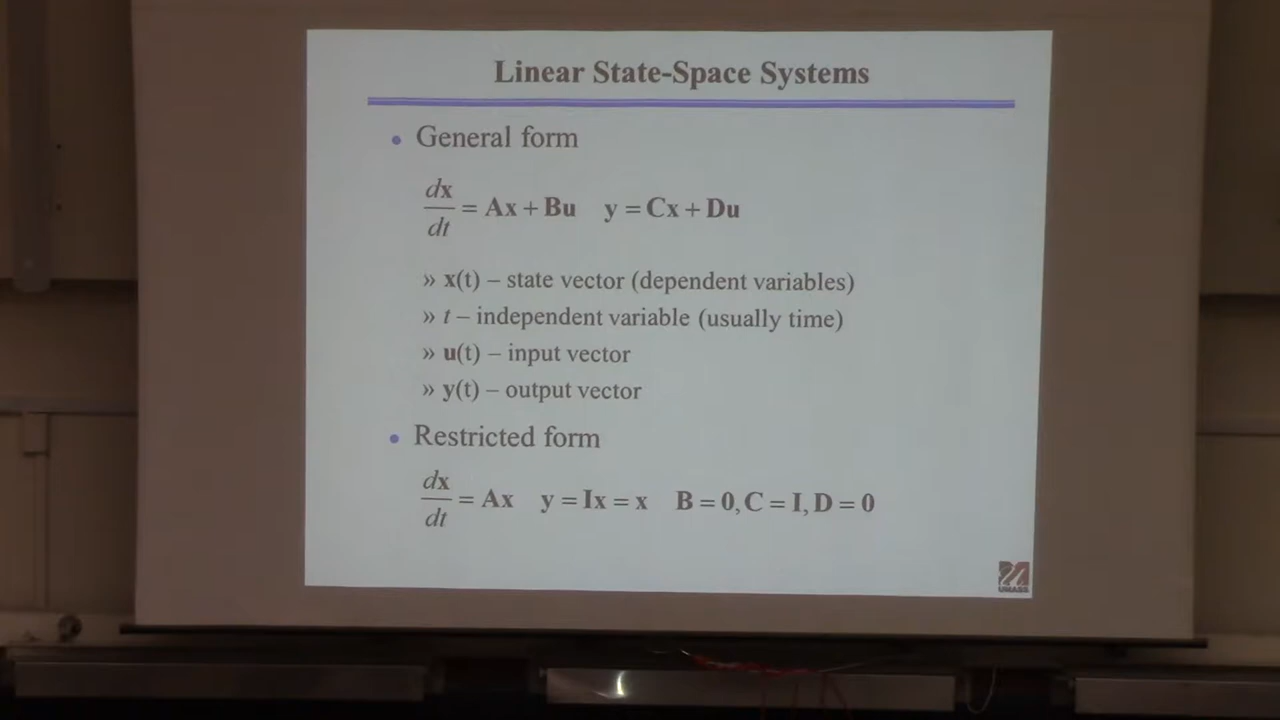 Linear State-Space Systems
• General form
dx/dt = Ax + Bu   y = Cx + Du
» x(t) – state vector (dependent variables)
» t – independent variable (usually time)
» u(t) – input vector
» y(t) – output vector
• Restricted form
dx/dt = Ax   y = Ix = x   B = 0, C = I, D = 0
UMASS